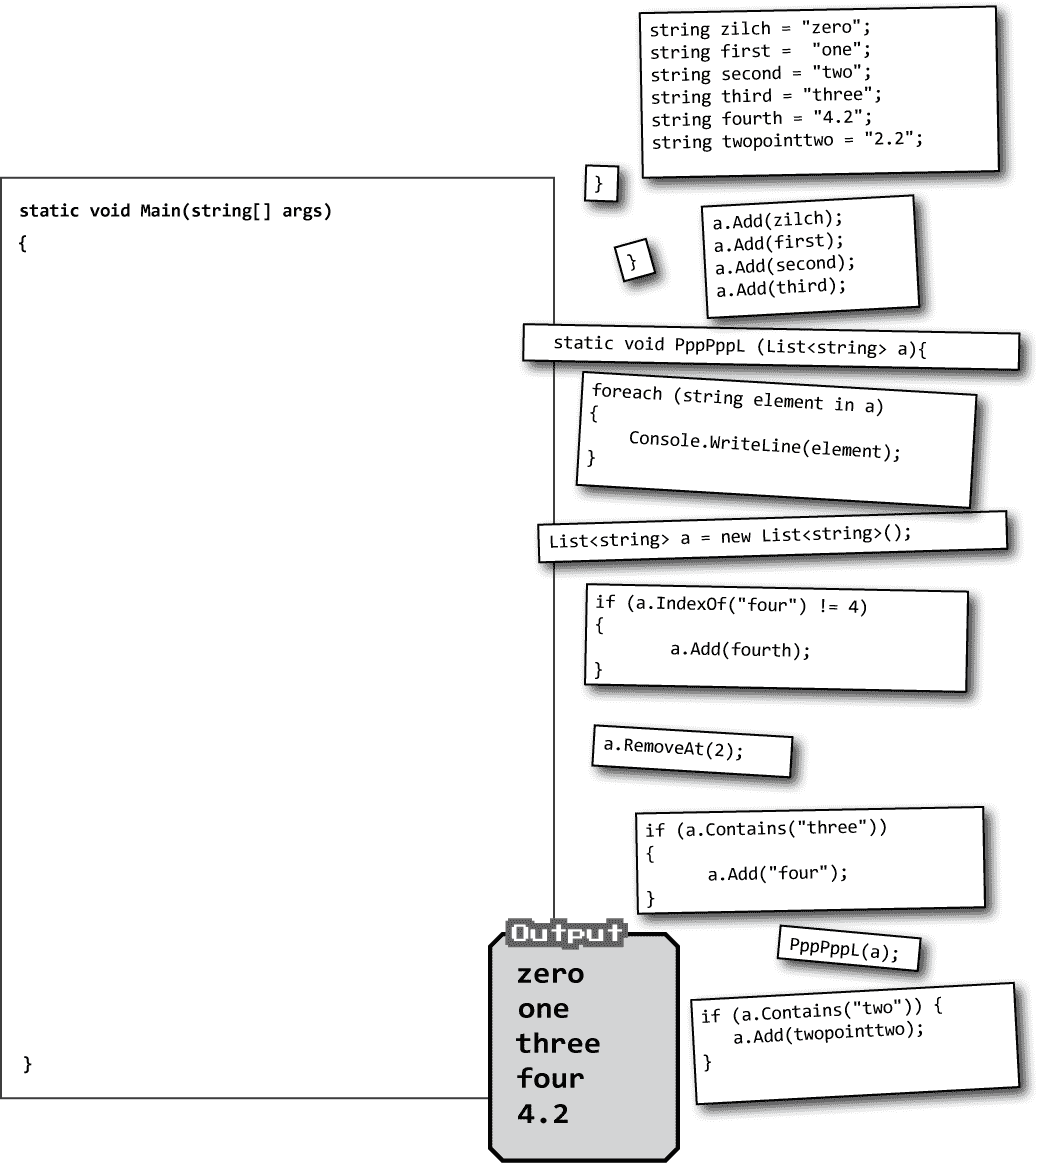 string zilch = "zero";
string first =  "one";
string second = "two";
string third = "three";
string fourth = "4.2";
string twopointtwo = "2.2";
}
static void Main(string[] args)
{
a.Add(zilch);
a.Add(first);
a.Add(second);
a.Add(third);
}
static void PppPppL (List<string> a){
foreach (string element in a)
{
Console.WriteLine(element);
}
List<string> a = new List<string>();
if (a.IndexOf("four") != 4)
{
a.Add(fourth);
}
a.RemoveAt(2);
if (a.Contains("three"))
{
a.Add("four");
}
PppPppL(a);
if (a.Contains("two")) {
a.Add(twopointtwo);
}
}
Output
zero
one
three
four
4.2